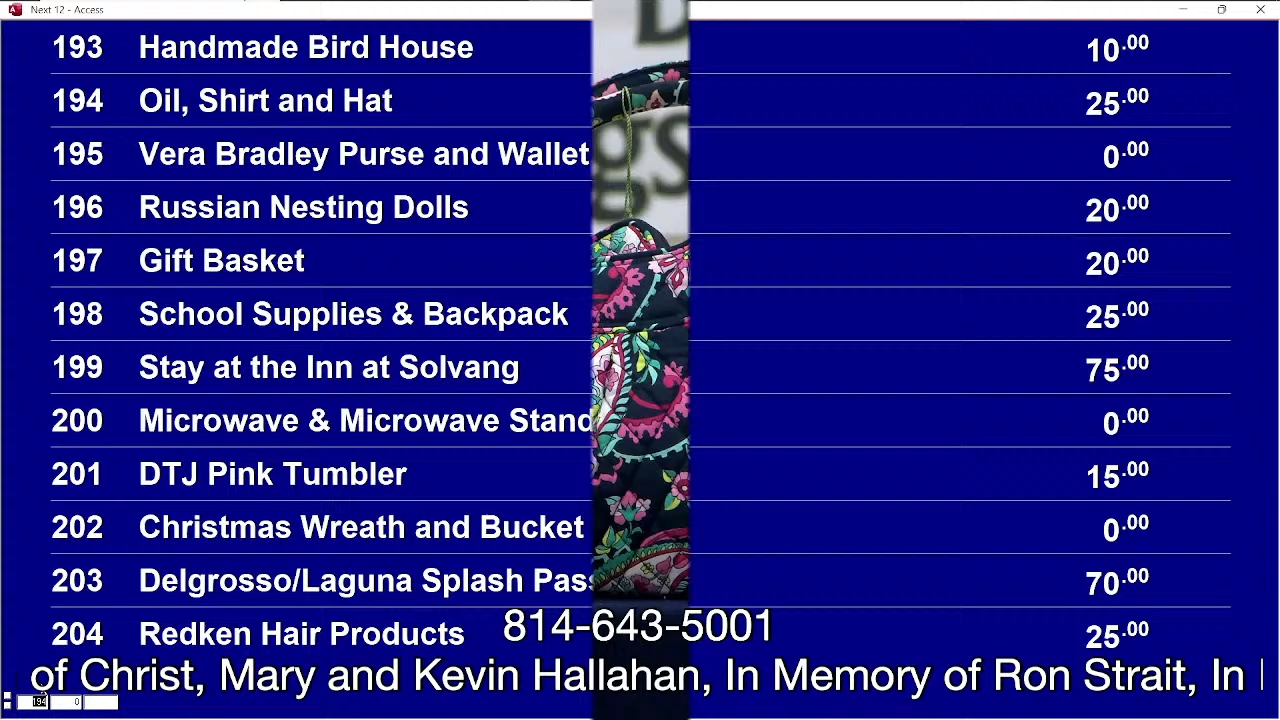 Next 12 - Access
193 Handmade Bird House 10.00
194 Oil, Shirt and Hat 25.00
195 Vera Bradley Purse and Wallet 0.00
196 Russian Nesting Dolls 20.00
197 Gift Basket 20.00
198 School Supplies & Backpack 25.00
199 Stay at the Inn at Solvang 75.00
200 Microwave & Microwave Stand 0.00
201 DTJ Pink Tumbler 15.00
202 Christmas Wreath and Bucket 0.00
203 Delgrosso/Laguna Splash Pass 70.00
204 Redken Hair Products 25.00
814-643-5001
of Christ, Mary and Kevin Hallahan, In Memory of Ron Strait, In
194 0